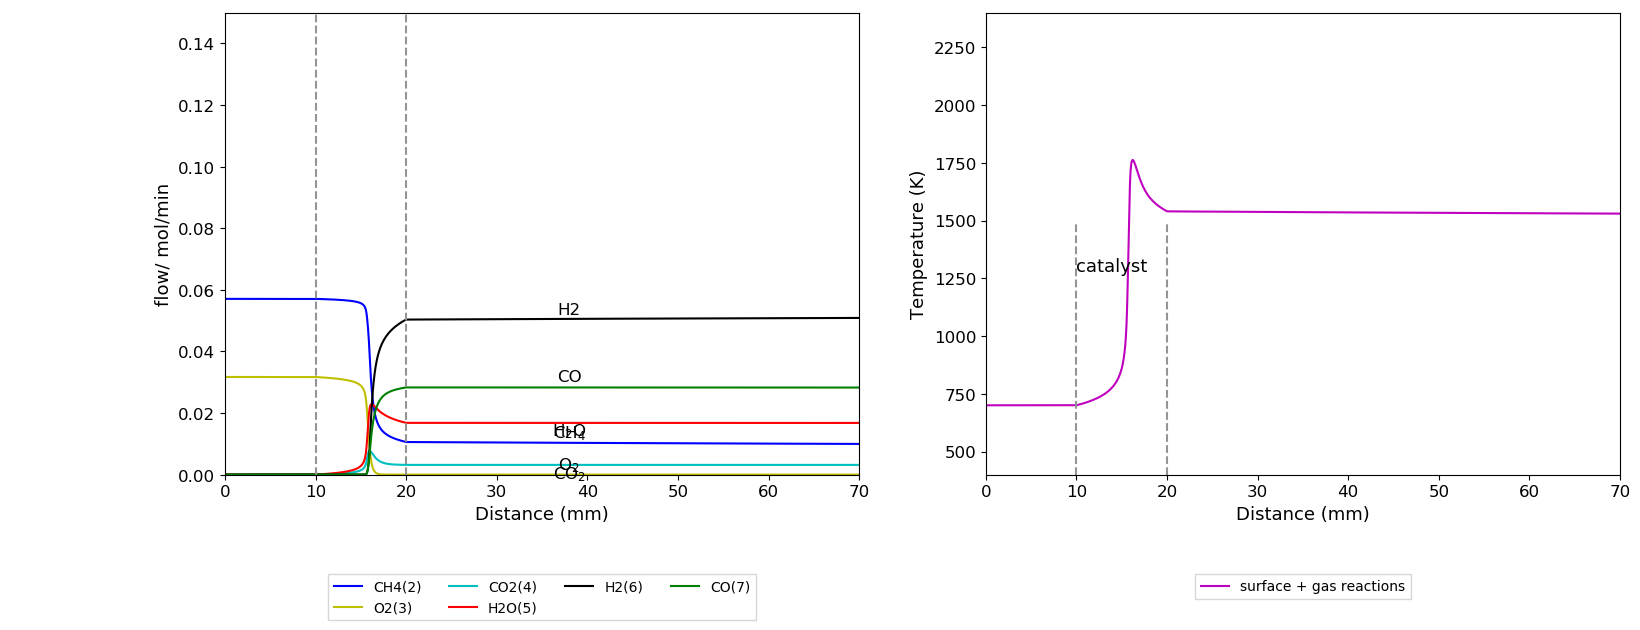 0.14
0.12
0.10
0.08
0.06
0.04
0.02
0.00
flow/ mol/min
0 10 20 30 40 50 60 70
Distance (mm)
H2
CO
H₂O
CH₄
O₂
CO₂
CH4(2) CO2(4) H2(6) CO(7)
O2(3) H2O(5)
2250
2000
1750
1500
1250
1000
750
500
Temperature (K)
catalyst
0 10 20 30 40 50 60 70
Distance (mm)
surface + gas reactions